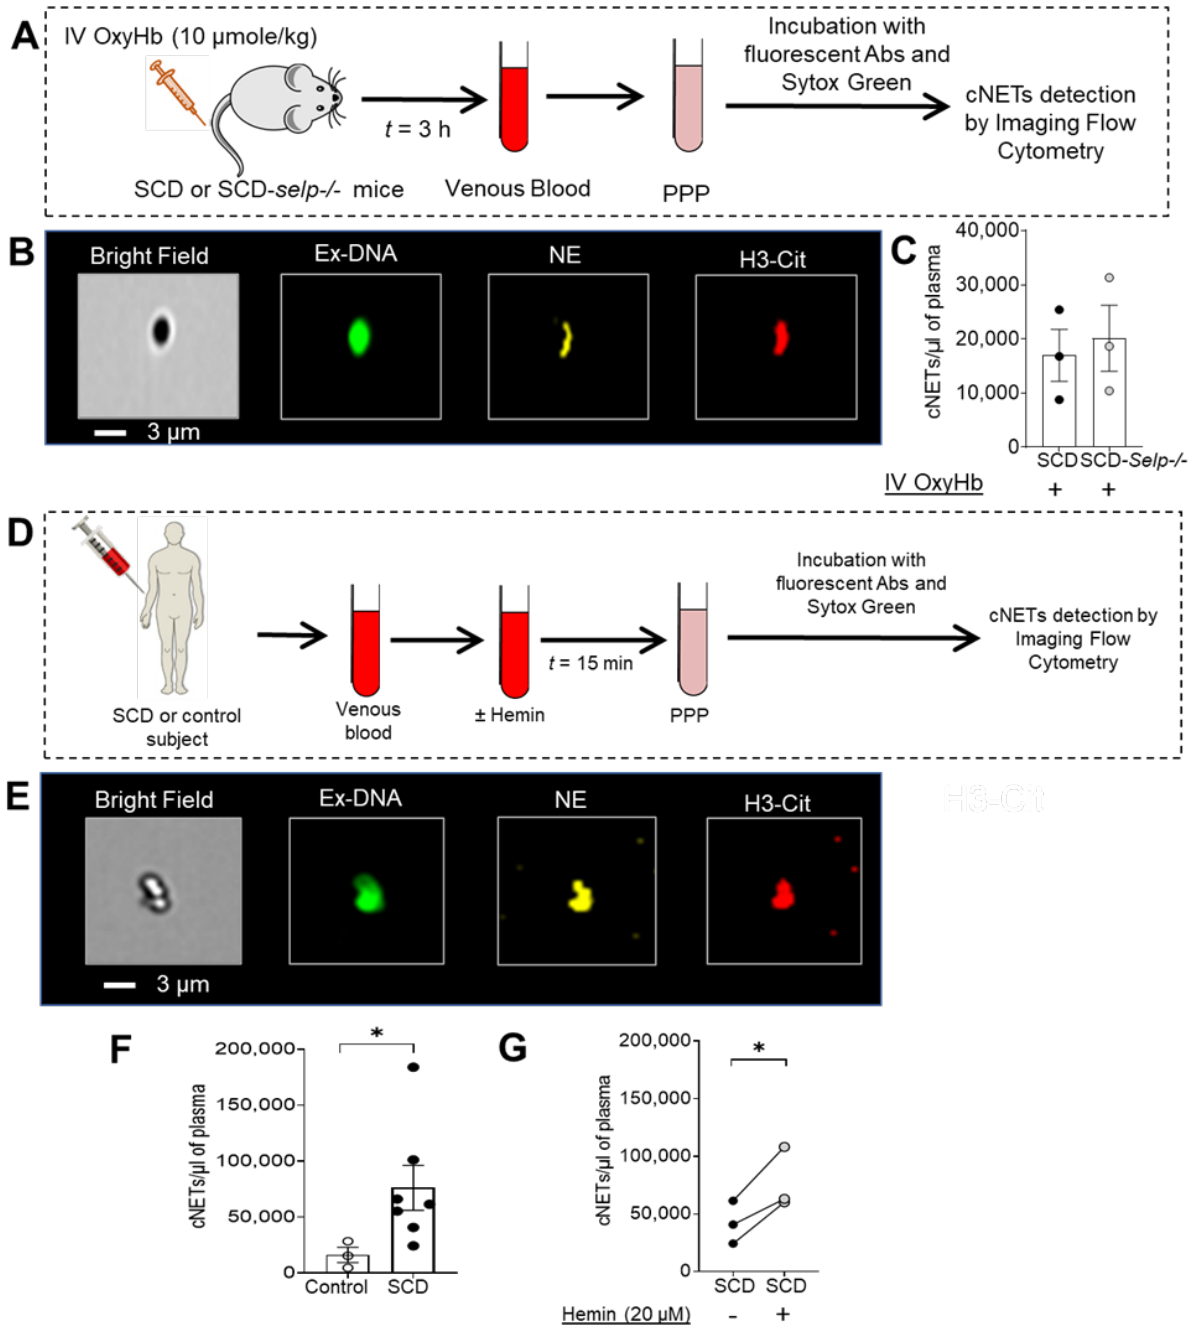 A
IV OxyHb (10 µmole/kg)
t = 3 h
SCD or SCD-selp-/- mice
Venous Blood
PPP
Incubation with
fluorescent Abs and
Sytox Green
cNETs detection
by Imaging Flow
Cytometry
B
Bright Field
Ex-DNA
NE
H3-Cit
3 µm
C
cNETs/µl of plasma
40,000
30,000
20,000
10,000
0
SCD SCD-Selp-/-
IV OxyHb + +
D
SCD or control
subject
Venous
blood
± Hemin
t = 15 min
PPP
Incubation with
fluorescent Abs and
Sytox Green
cNETs detection by
Imaging Flow
Cytometry
E
Bright Field
Ex-DNA
NE
H3-Cit
3 µm
H3-Cit
F
cNETs/µl of plasma
200,000
150,000
100,000
50,000
0
*
Control SCD
G
cNETs/µl of plasma
200,000
150,000
100,000
50,000
0
*
SCD SCD
Hemin (20 µM) - +